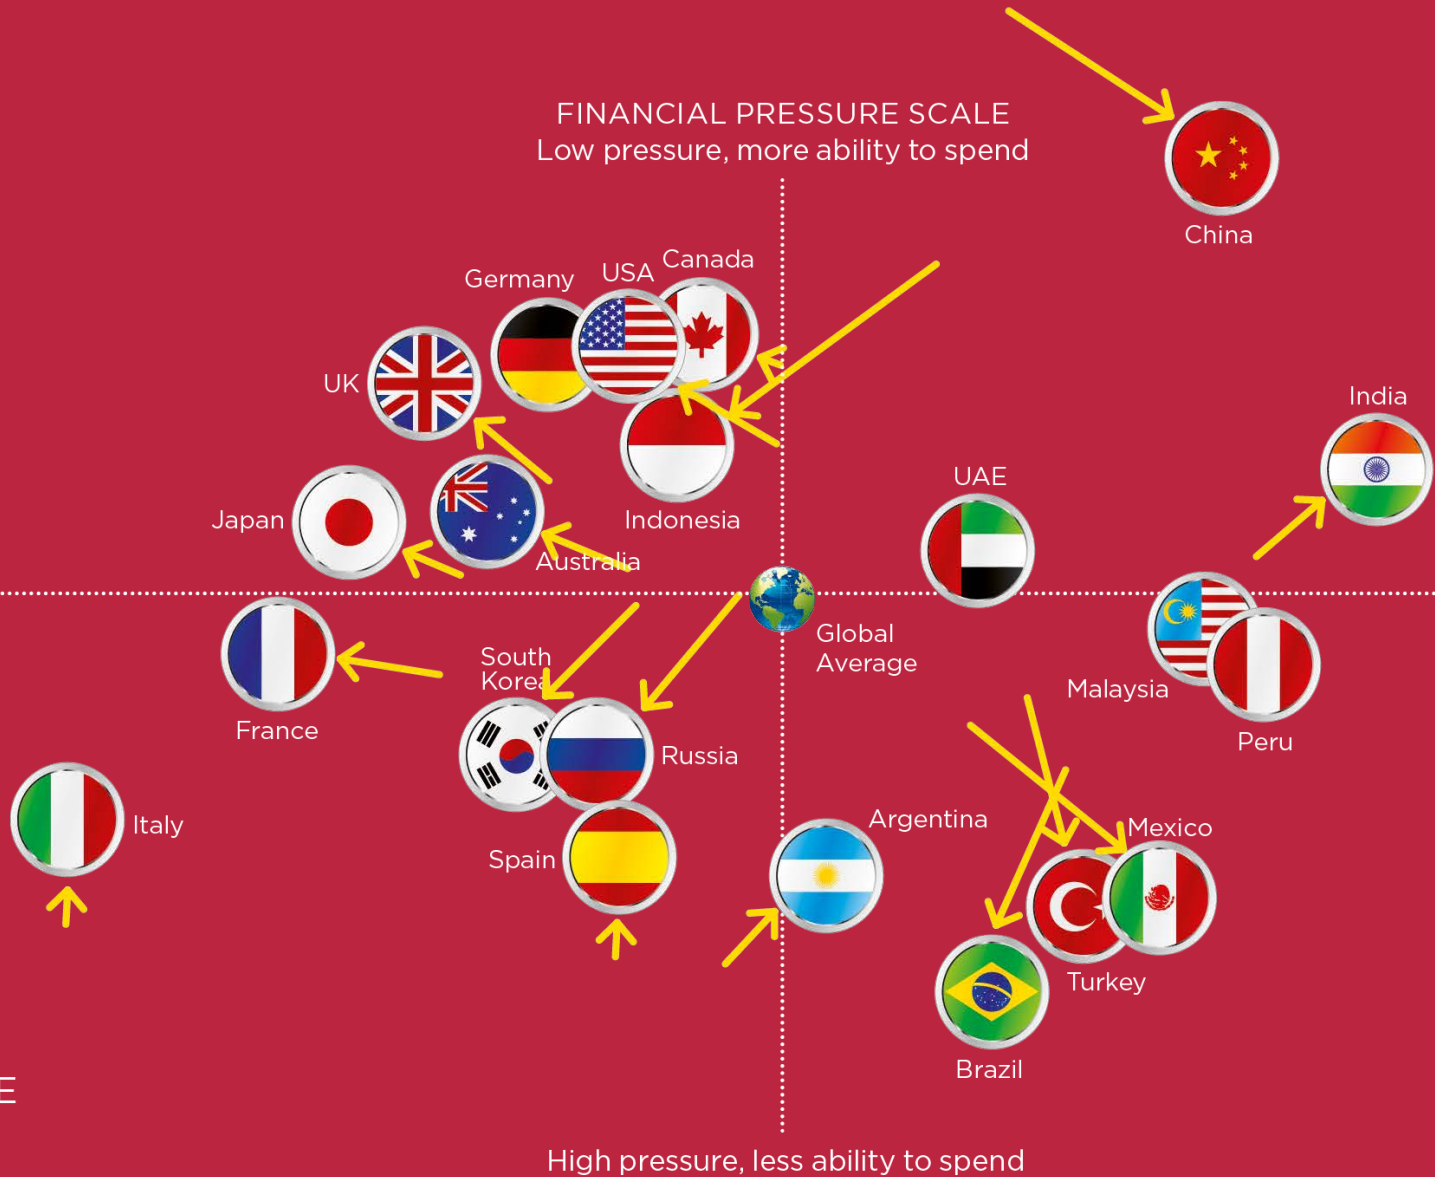 FINANCIAL PRESSURE SCALE
Low pressure, more ability to spend
China
Canada
USA
Germany
UK
India
UAE
Japan
Indonesia
Australia
Global
Average
South
Korea
Malaysia
France
Peru
Russia
Italy
Argentina
Mexico
Spain
Turkey
Brazil
E
High pressure, less ability to spend